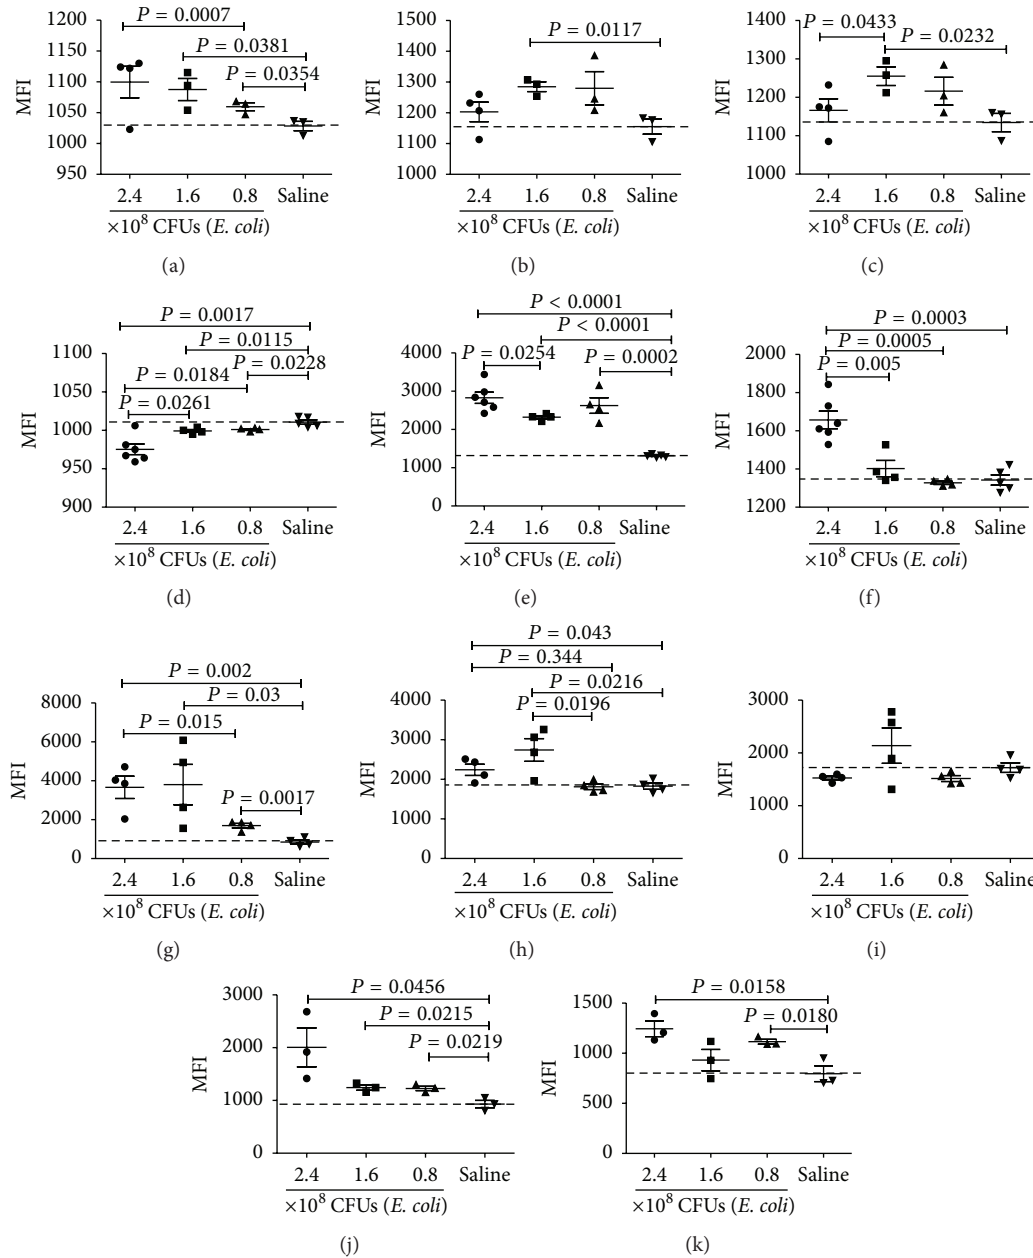 P = 0.0007
P = 0.0381
P = 0.0354
MFI
1200
1150
1100
1050
1000
950
2.4 1.6 0.8 Saline
×10⁸ CFUs (E. coli)
(a)
P = 0.0117
MFI
1500
1400
1300
1200
1100
1000
2.4 1.6 0.8 Saline
×10⁸ CFUs (E. coli)
(b)
P = 0.0433 P = 0.0232
MFI
1400
1300
1200
1100
1000
2.4 1.6 0.8 Saline
×10⁸ CFUs (E. coli)
(c)
P = 0.0017
P = 0.0115
P = 0.0228
P = 0.0184
P = 0.0261
MFI
1100
1050
1000
950
900
2.4 1.6 0.8 Saline
×10⁸ CFUs (E. coli)
(d)
P < 0.0001
P < 0.0001
P = 0.0254 P = 0.0002
MFI
4000
3000
2000
1000
0
2.4 1.6 0.8 Saline
×10⁸ CFUs (E. coli)
(e)
P = 0.0003
P = 0.0005
P = 0.005
MFI
2000
1800
1600
1400
1200
2.4 1.6 0.8 Saline
×10⁸ CFUs (E. coli)
(f)
P = 0.002
P = 0.03
P = 0.015
P = 0.0017
MFI
8000
6000
4000
2000
0
2.4 1.6 0.8 Saline
×10⁸ CFUs (E. coli)
(g)
P = 0.043
P = 0.344
P = 0.0216
P = 0.0196
MFI
4000
3000
2000
1000
0
2.4 1.6 0.8 Saline
×10⁸ CFUs (E. coli)
(h)
MFI
3000
2000
1000
0
2.4 1.6 0.8 Saline
×10⁸ CFUs (E. coli)
(i)
P = 0.0456
P = 0.0215
P = 0.0219
MFI
3000
2000
1000
0
2.4 1.6 0.8 Saline
×10⁸ CFUs (E. coli)
(j)
P = 0.0158
P = 0.0180
MFI
1500
1000
500
0
2.4 1.6 0.8 Saline
×10⁸ CFUs (E. coli)
(k)